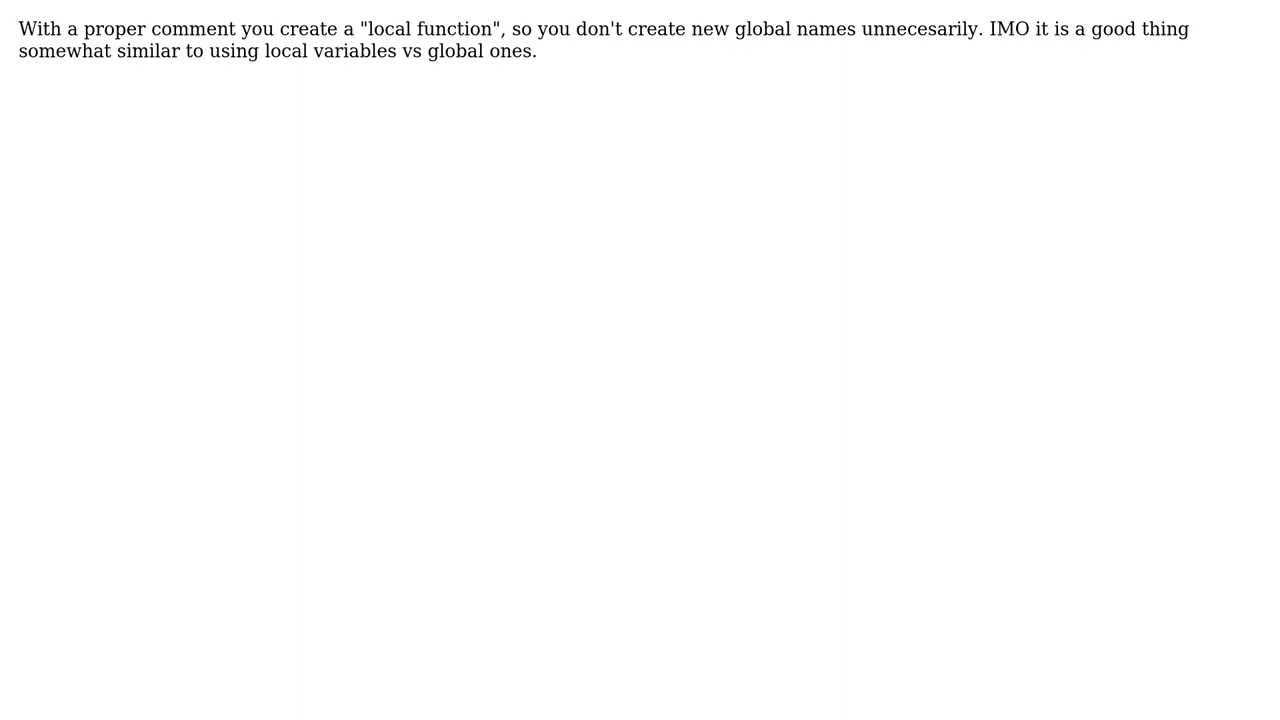 With a proper comment you create a "local function", so you don't create new global names unnecesarily. IMO it is a good thing
somewhat similar to using local variables vs global ones.